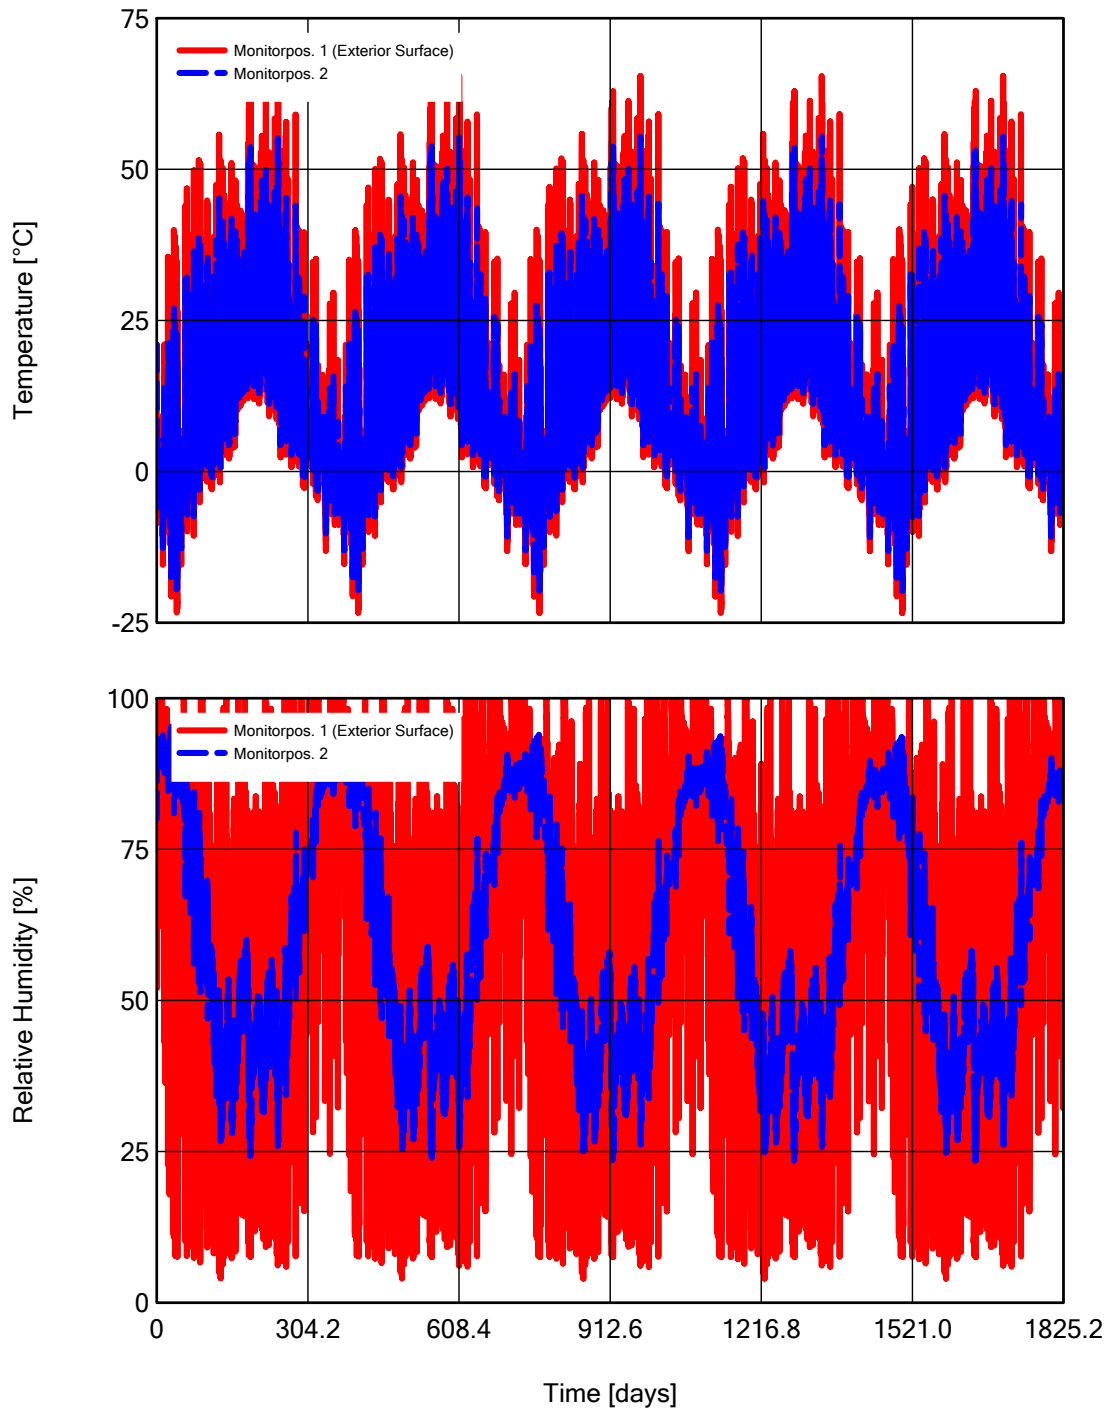 75
Monitorpos. 1 (Exterior Surface)
Monitorpos. 2
50
Temperature [°C]
25
0
-25
100
Monitorpos. 1 (Exterior Surface)
Monitorpos. 2
75
Relative Humidity [%]
50
25
0
0 304.2 608.4 912.6 1216.8 1521.0 1825.2
Time [days]